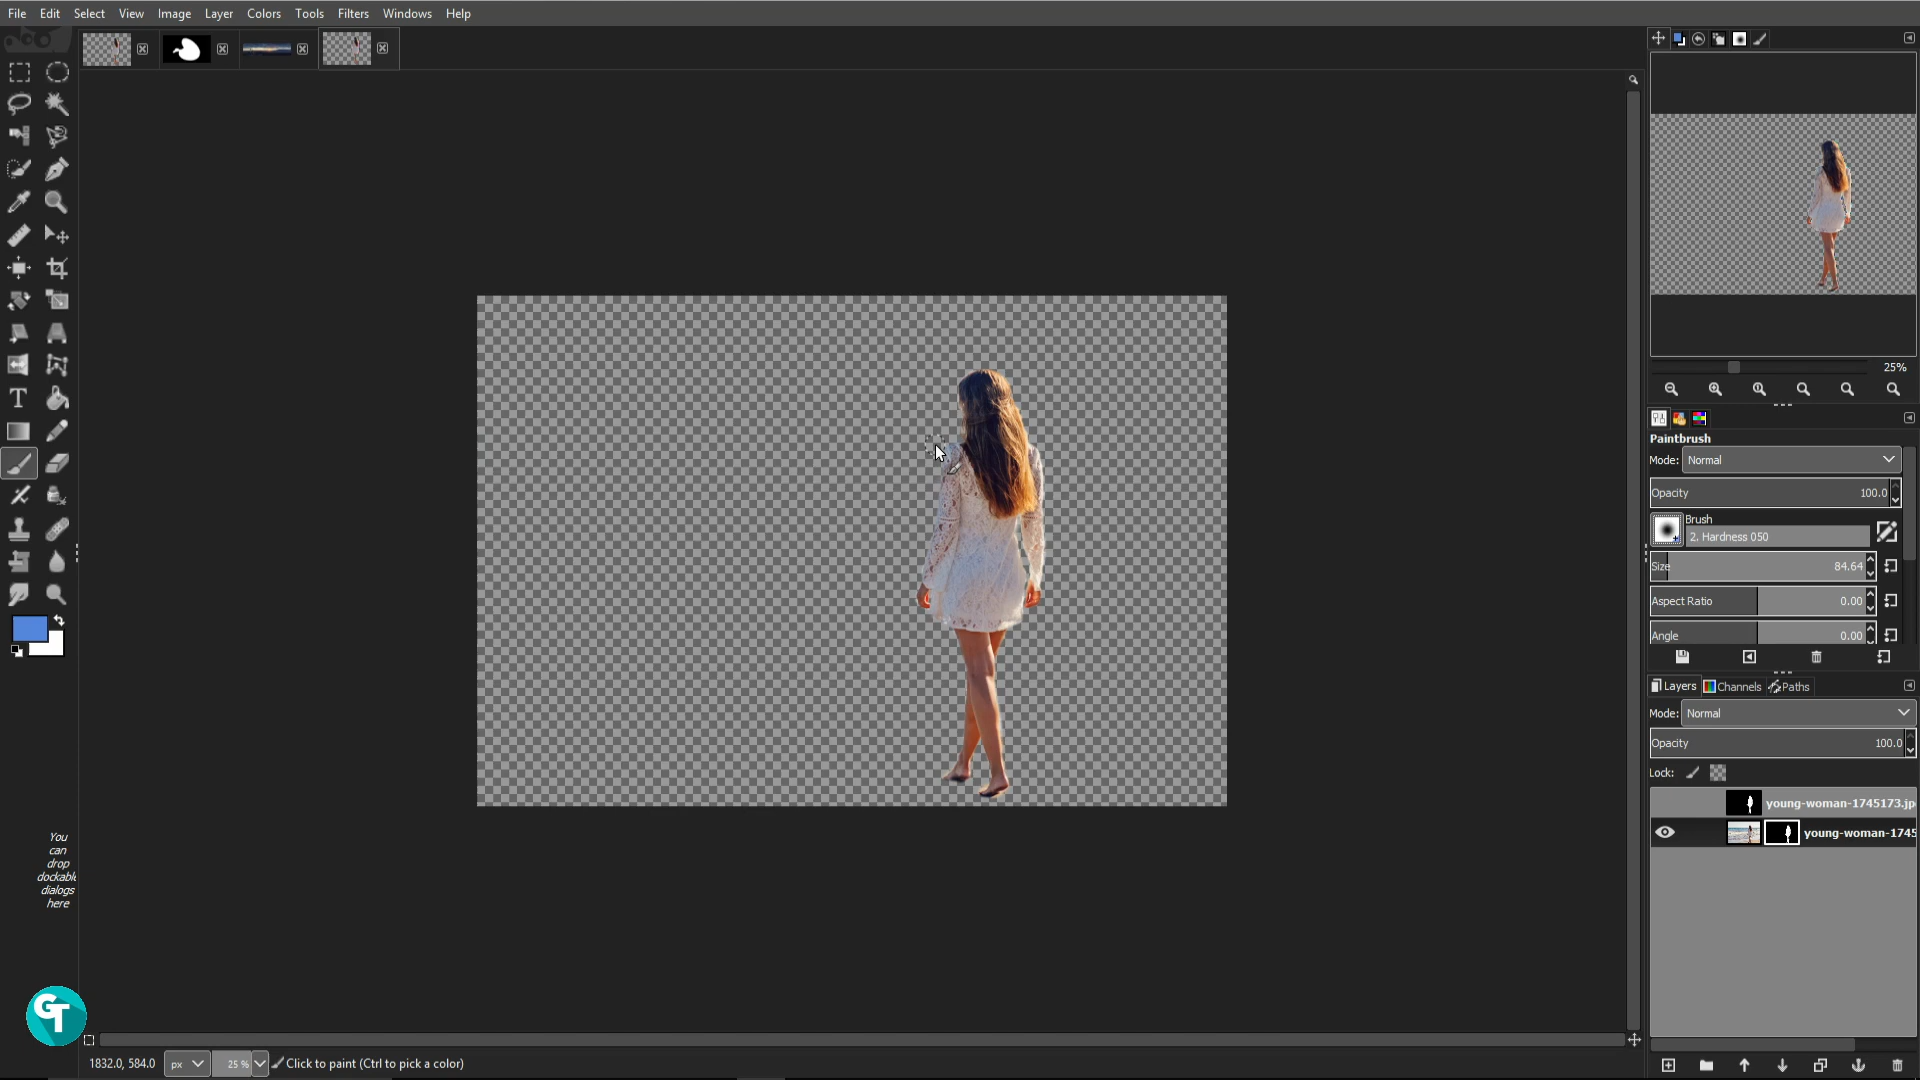 File Edit Select View Image Layer Colors Tools Filters Windows Help
25%
Paintbrush
Mode: Normal
Opacity 100.0
Brush
2. Hardness 050
Size 84.64
Aspect Ratio 0.00
Angle 0.00
Layers Channels Paths
Mode: Normal
Opacity 100.0
Lock:
young-woman-1745173.jp
young-woman-1745
You
can
drop
dockable
dialogs
here
GT
1832.0, 584.0 px 25 % Click to paint (Ctrl to pick a color)